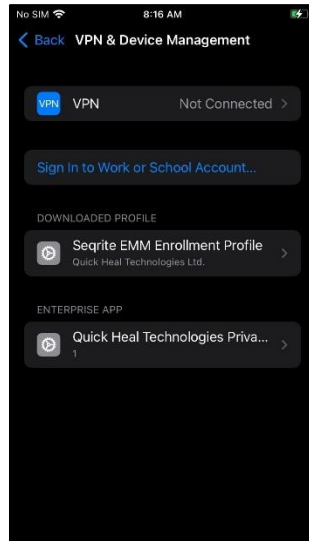 No SIM 8:16 AM
Back VPN & Device Management
VPN VPN Not Connected
Sign In to Work or School Account...
DOWNLOADED PROFILE
Seqrite EMM Enrollment Profile
Quick Heal Technologies Ltd.
ENTERPRISE APP
Quick Heal Technologies Priva...
1